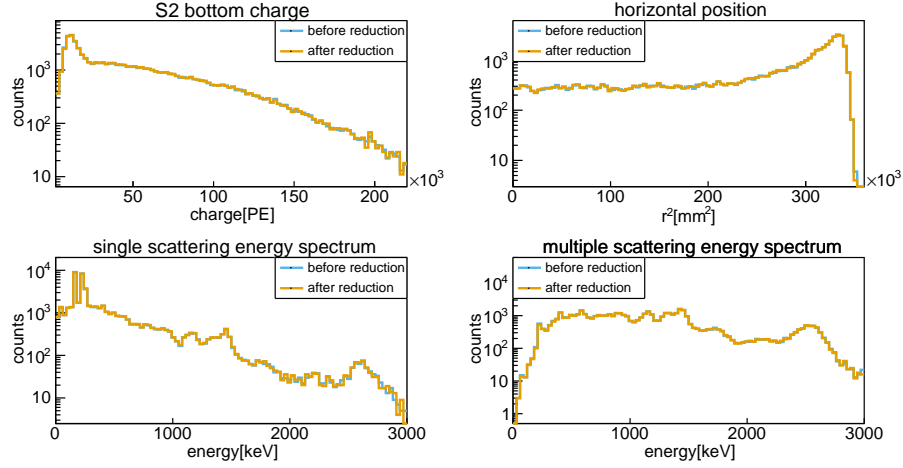 S2 bottom charge
counts
before reduction
after reduction
10³
10²
10
50 100 150 200
×10³
charge[PE]
horizontal position
counts
before reduction
after reduction
10³
10²
10
0 100 200 300
×10³
r²[mm²]
single scattering energy spectrum
counts
before reduction
after reduction
10⁴
10³
10²
10
0 1000 2000 3000
energy[keV]
multiple scattering energy spectrum
counts
before reduction
after reduction
10⁴
10³
10²
10
1
0 1000 2000 3000
energy[keV]